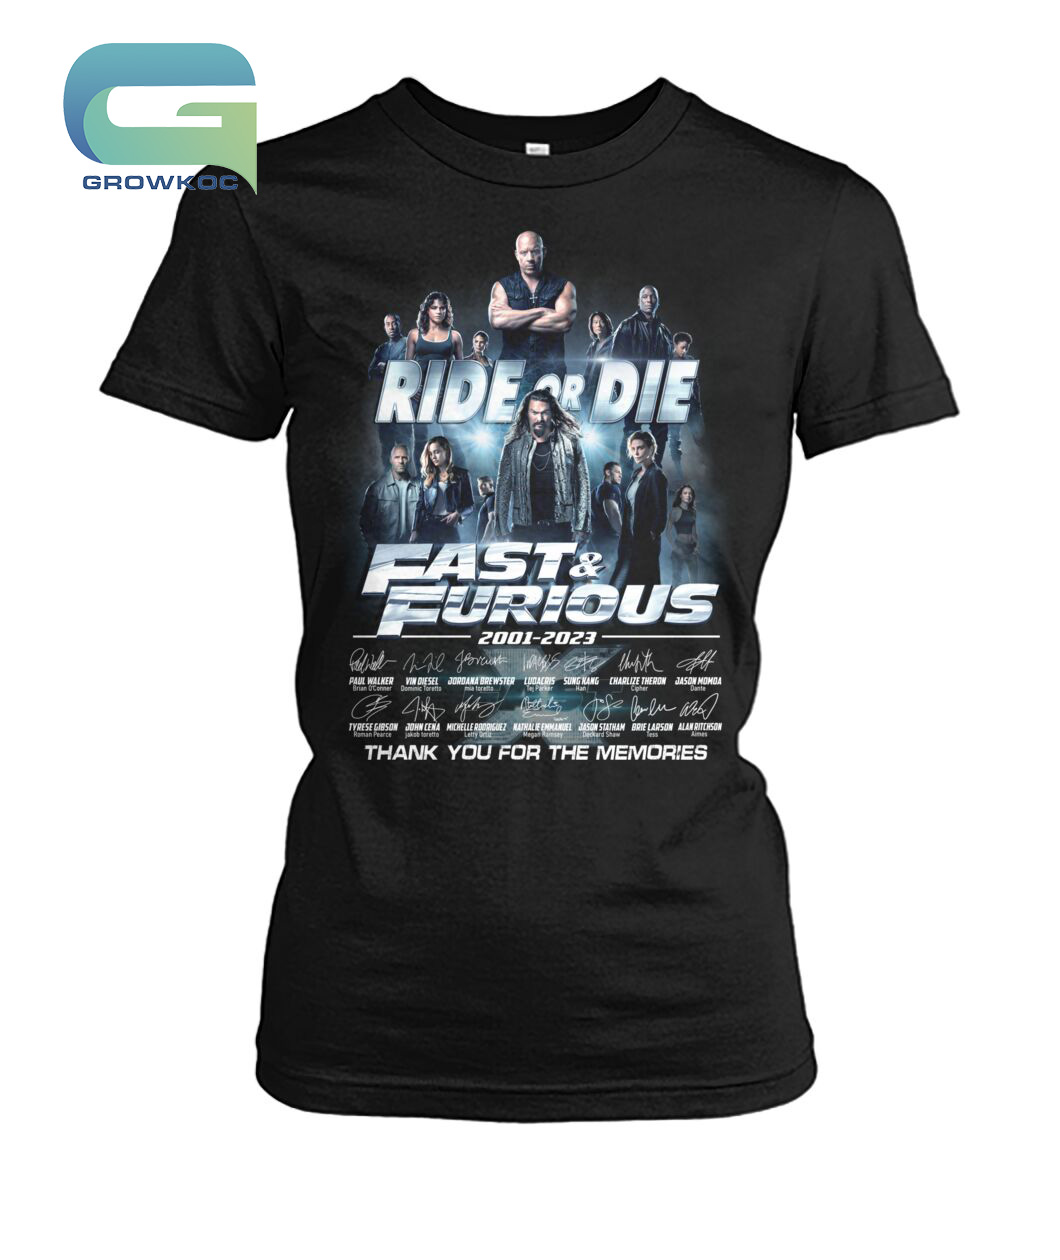 GROWKOC
RIDE OR DIE
FAST &
FURIOUS
2001-2023
PAUL WALKER VIN DIESEL JORDANA BREWSTER LUDACRIS SUNG KANG CHARLIZE THERON JASON MOMOA
Brian O'Conner Dominic Toretto mia toretto Tej Parker Han Cipher Dante
TYRESE GIBSON JOHN CENA MICHELLE RODRIGUEZ NATHALIE EMMANUEL JASON STATHAM BRIE LARSON ALAN RITCHSON
Roman Pearce jakob toretto Letty Ortiz Megan Ramsey Deckard Shaw Tess Aimes
THANK YOU FOR THE MEMORIES